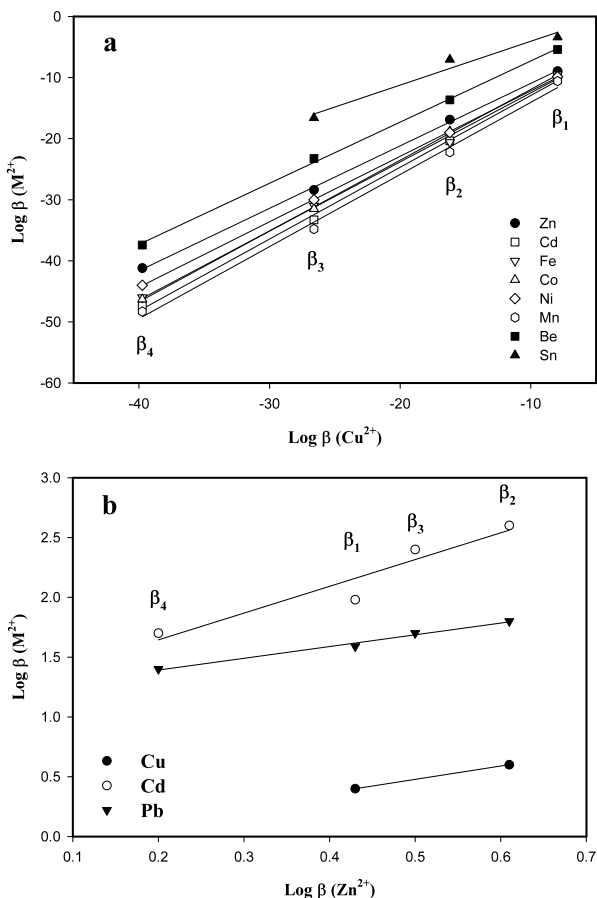 a
0
-10
-20
-30
-40
-50
-60
Log β (M²⁺)
β₁
β₂
β₃
β₄
Zn
Cd
Fe
Co
Ni
Mn
Be
Sn
-40 -30 -20 -10
Log β (Cu²⁺)
b
3.0
2.5
2.0
1.5
1.0
0.5
0.0
Log β (M²⁺)
β₂
β₃
β₁
β₄
Cu
Cd
Pb
0.1 0.2 0.3 0.4 0.5 0.6 0.7
Log β (Zn²⁺)